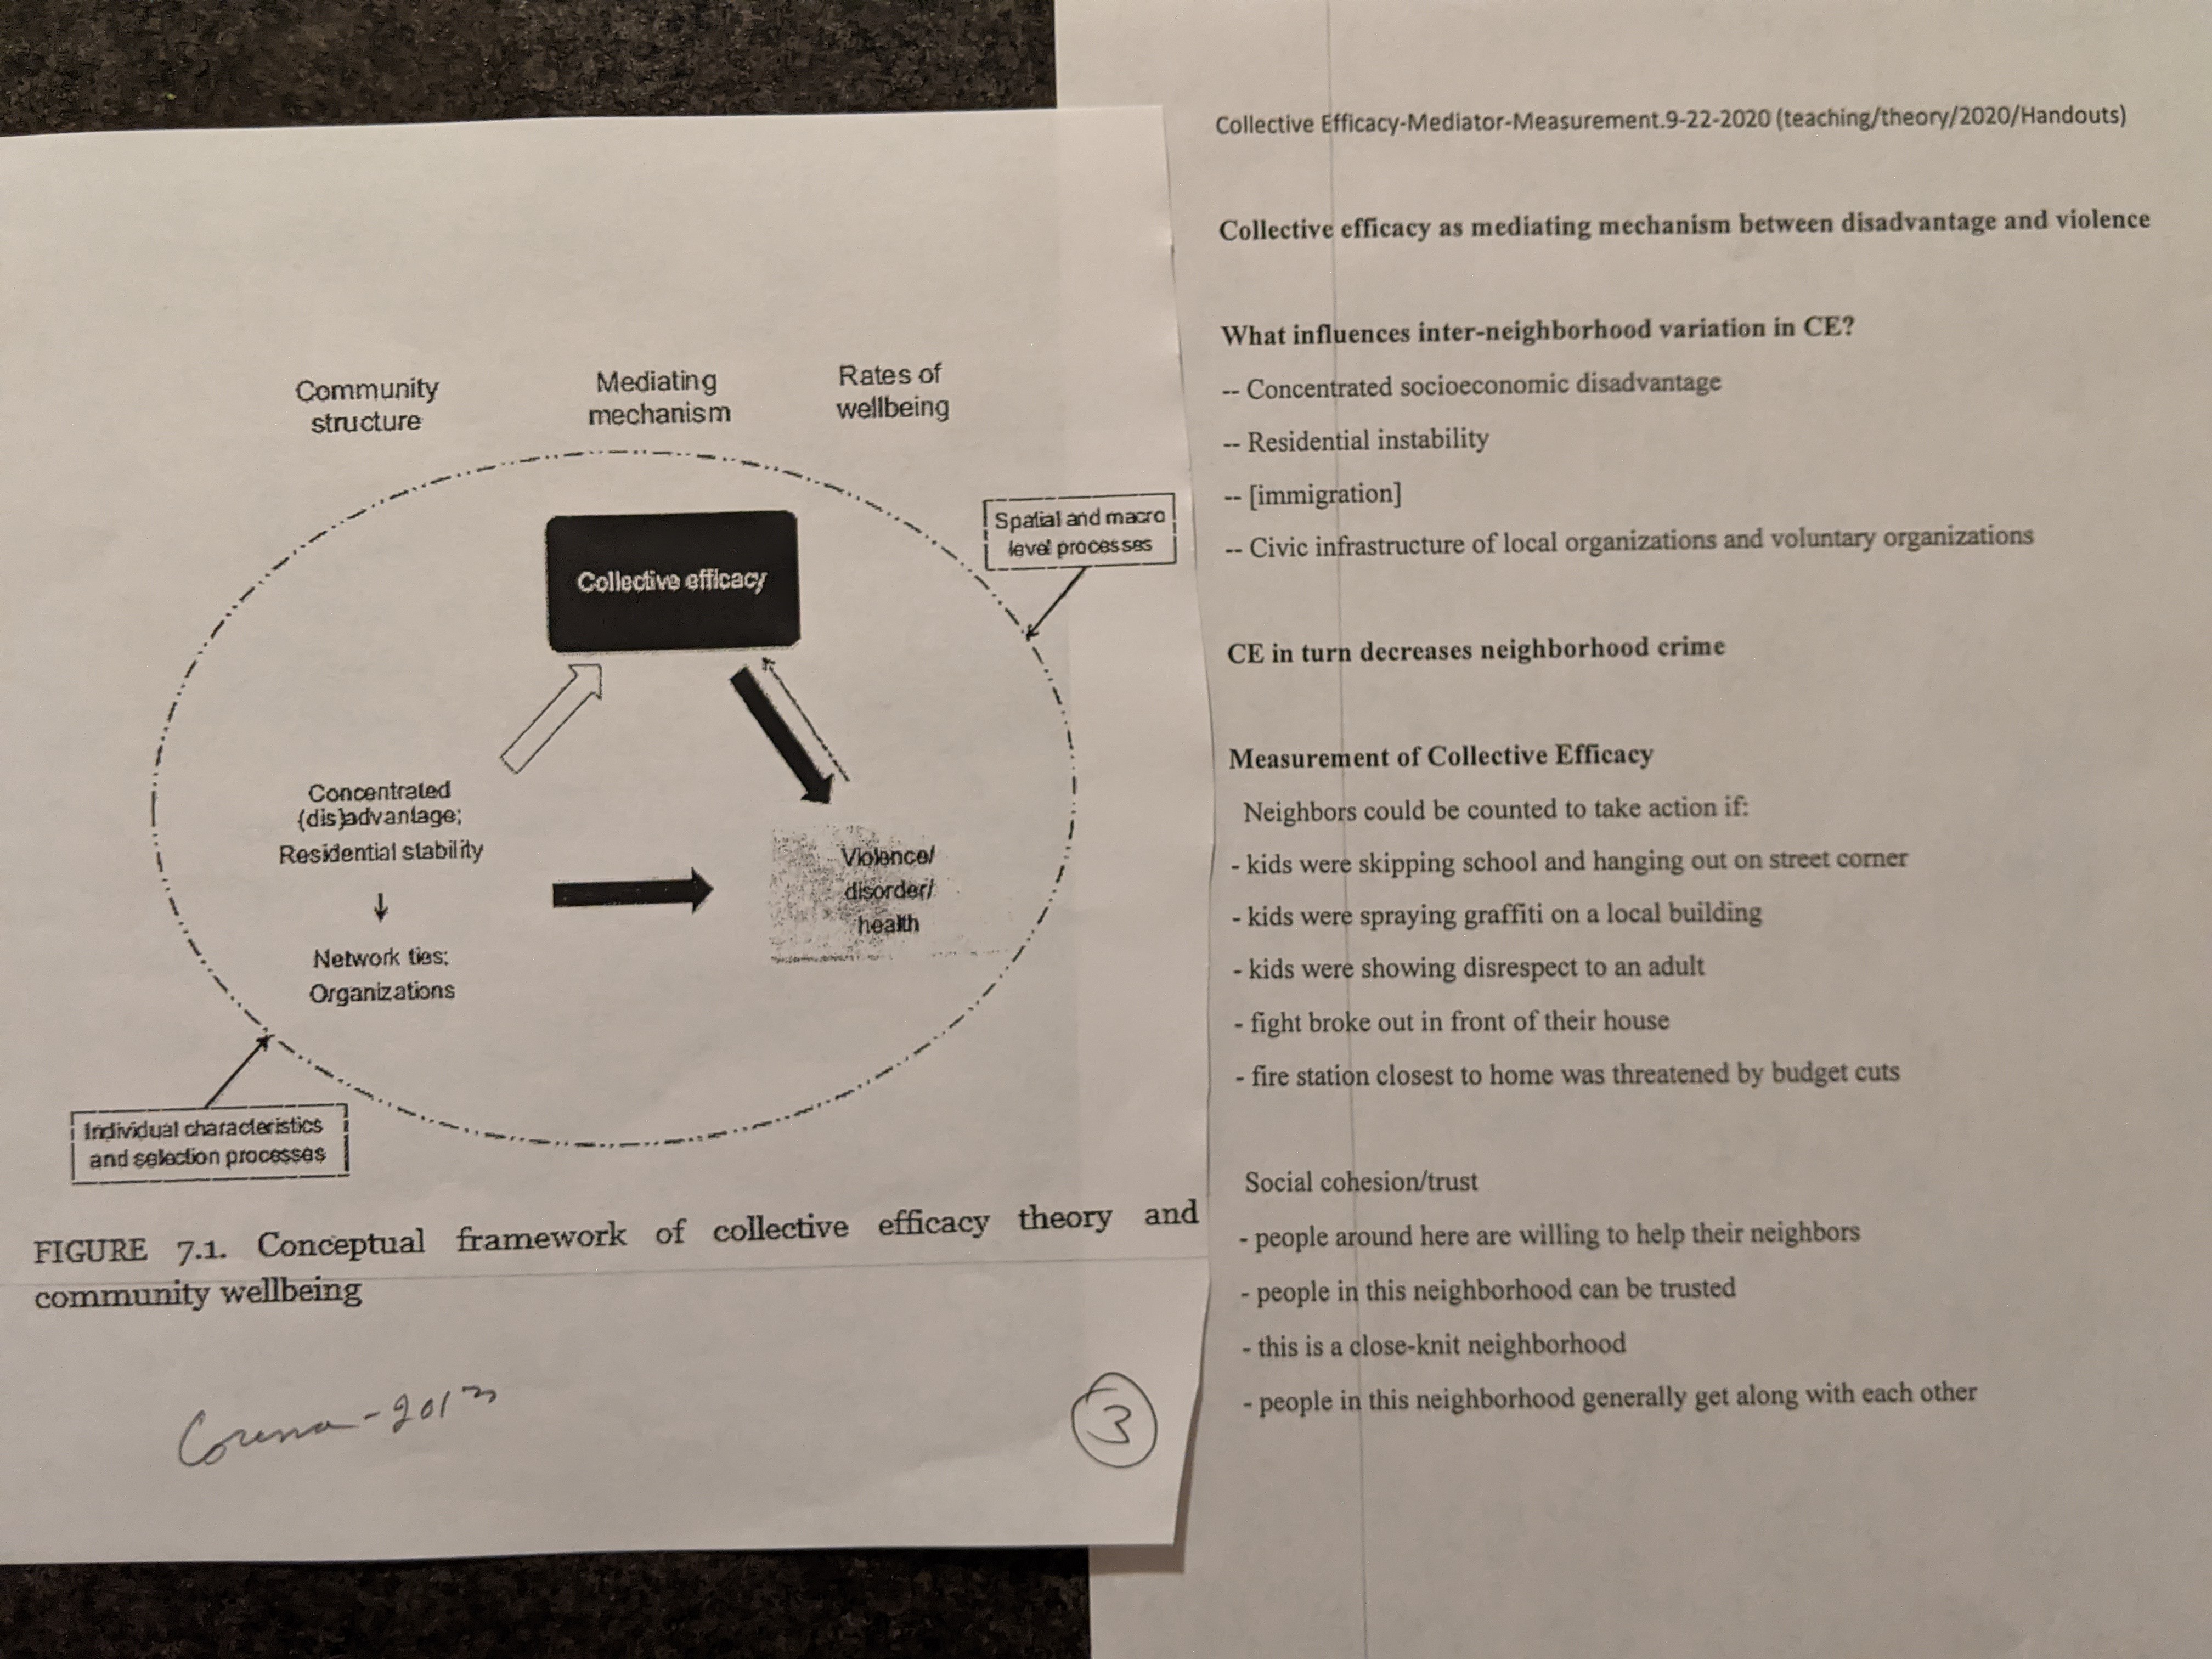 Community
structure
Mediating
mechanism
Rates of
wellbeing
Collective efficacy
Spatial and macro
level processes
Concentrated
(dis)advantage;
Residential stability
Network ties;
Organizations
Violence/
disorder/
health
Individual characteristics
and selection processes
FIGURE 7.1. Conceptual framework of collective efficacy theory and
community wellbeing
2013
3
Collective Efficacy-Mediator-Measurement.9-22-2020 (teaching/theory/2020/Handouts)
Collective efficacy as mediating mechanism between disadvantage and violence
What influences inter-neighborhood variation in CE?
-- Concentrated socioeconomic disadvantage
-- Residential instability
-- [immigration]
-- Civic infrastructure of local organizations and voluntary organizations
CE in turn decreases neighborhood crime
Measurement of Collective Efficacy
Neighbors could be counted to take action if:
- kids were skipping school and hanging out on street corner
- kids were spraying graffiti on a local building
- kids were showing disrespect to an adult
- fight broke out in front of their house
- fire station closest to home was threatened by budget cuts
Social cohesion/trust
- people around here are willing to help their neighbors
- people in this neighborhood can be trusted
- this is a close-knit neighborhood
- people in this neighborhood generally get along with each other